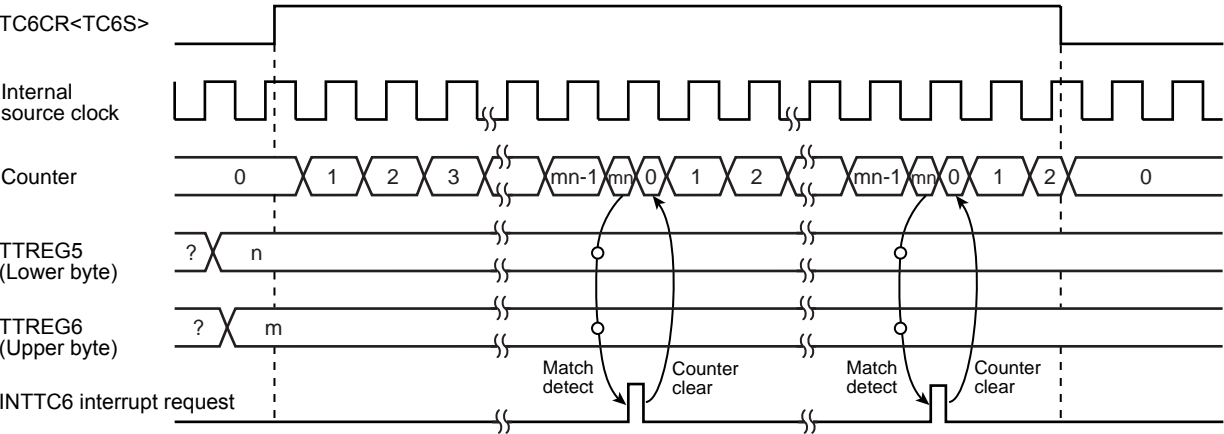 TC6CR<TC6S>
Internal
source clock
Counter
0 1 2 3 mn-1 mn 0 1 2 mn-1 mn 0 1 2 0
TTREG5
(Lower byte)
? n
TTREG6
(Upper byte)
? m
Match
detect
Counter
clear
Match
detect
Counter
clear
INTTC6 interrupt request